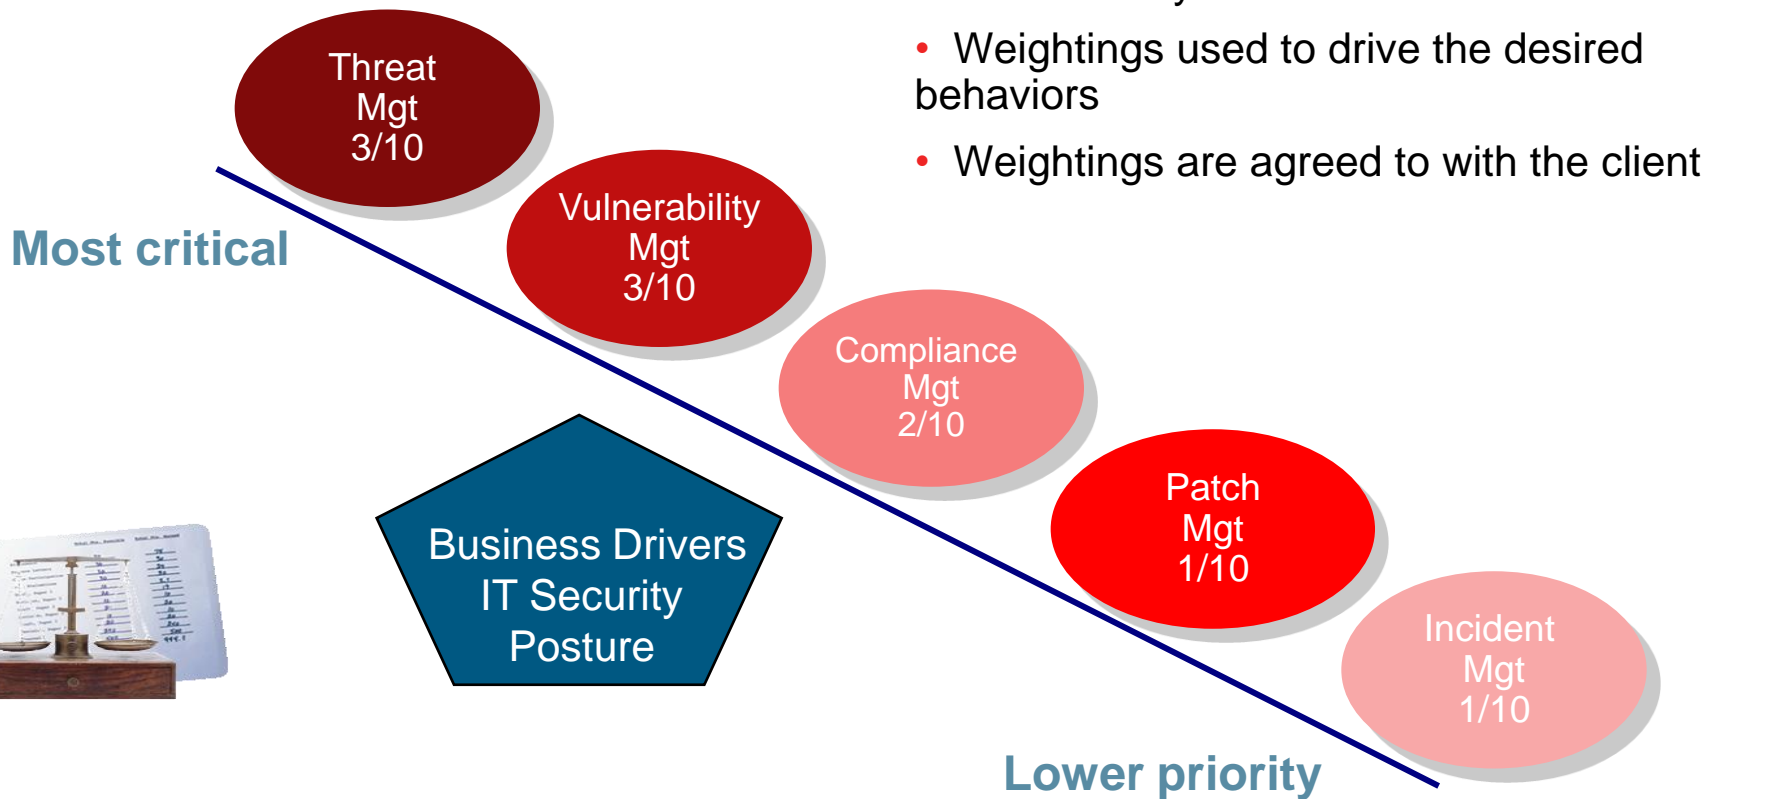 • Weightings used to drive the desired
behaviors
• Weightings are agreed to with the client
Threat
Mgt
3/10
Vulnerability
Mgt
3/10
Most critical
Compliance
Mgt
2/10
Patch
Mgt
1/10
Business Drivers
IT Security
Posture
Incident
Mgt
1/10
Lower priority